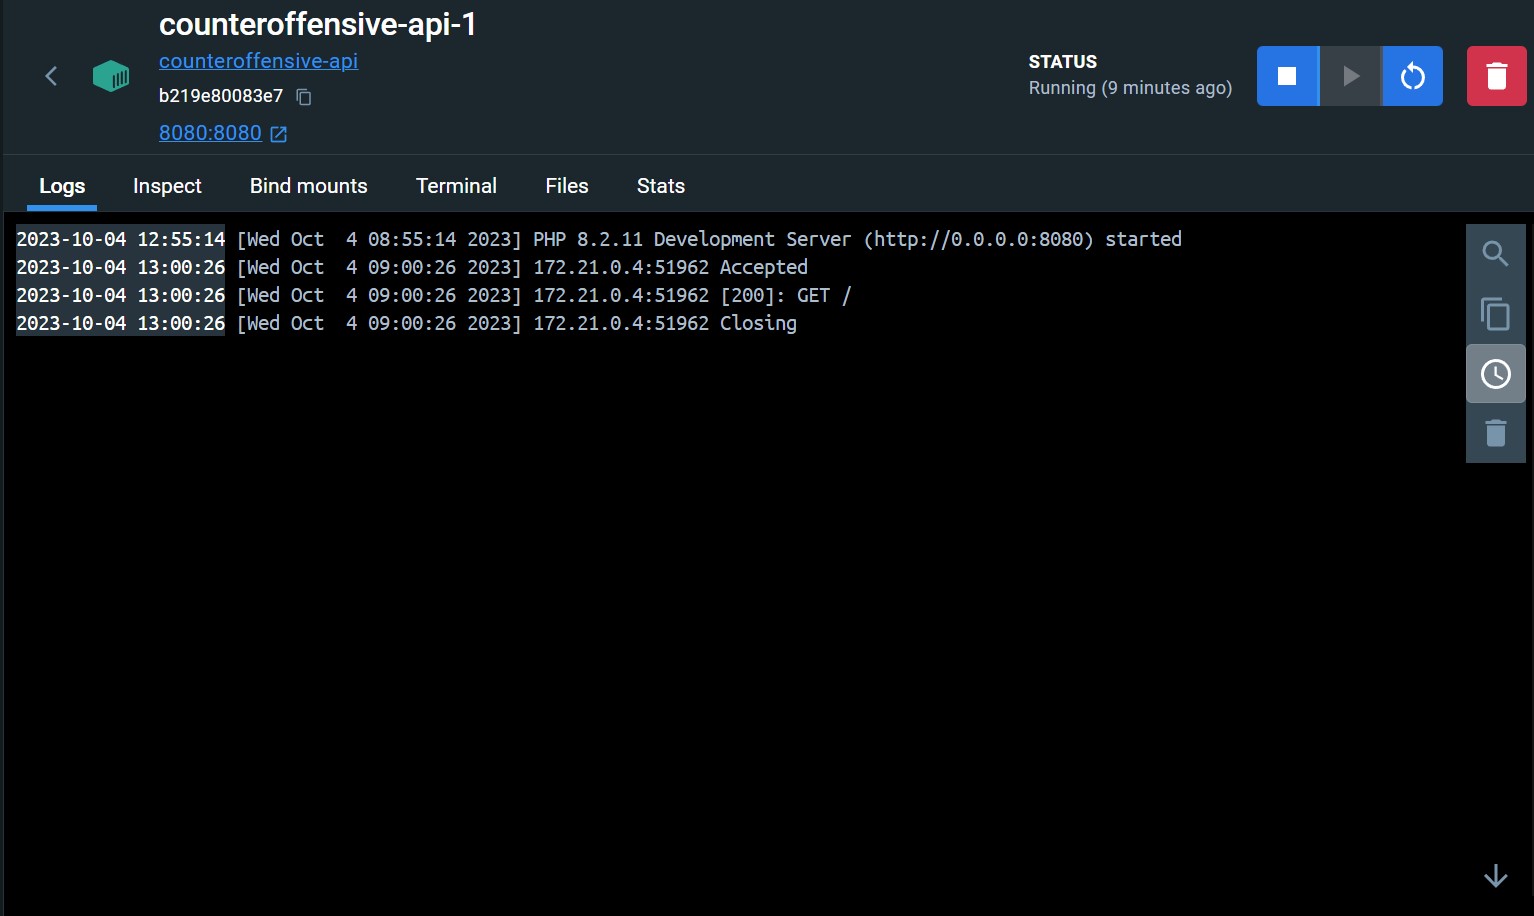 counteroffensive-api-1
counteroffensive-api
b219e80083e7
8080:8080
STATUS
Running (9 minutes ago)
Logs Inspect Bind mounts Terminal Files Stats
2023-10-04 12:55:14 [Wed Oct  4 08:55:14 2023] PHP 8.2.11 Development Server (http://0.0.0.0:8080) started
2023-10-04 13:00:26 [Wed Oct  4 09:00:26 2023] 172.21.0.4:51962 Accepted
2023-10-04 13:00:26 [Wed Oct  4 09:00:26 2023] 172.21.0.4:51962 [200]: GET /
2023-10-04 13:00:26 [Wed Oct  4 09:00:26 2023] 172.21.0.4:51962 Closing